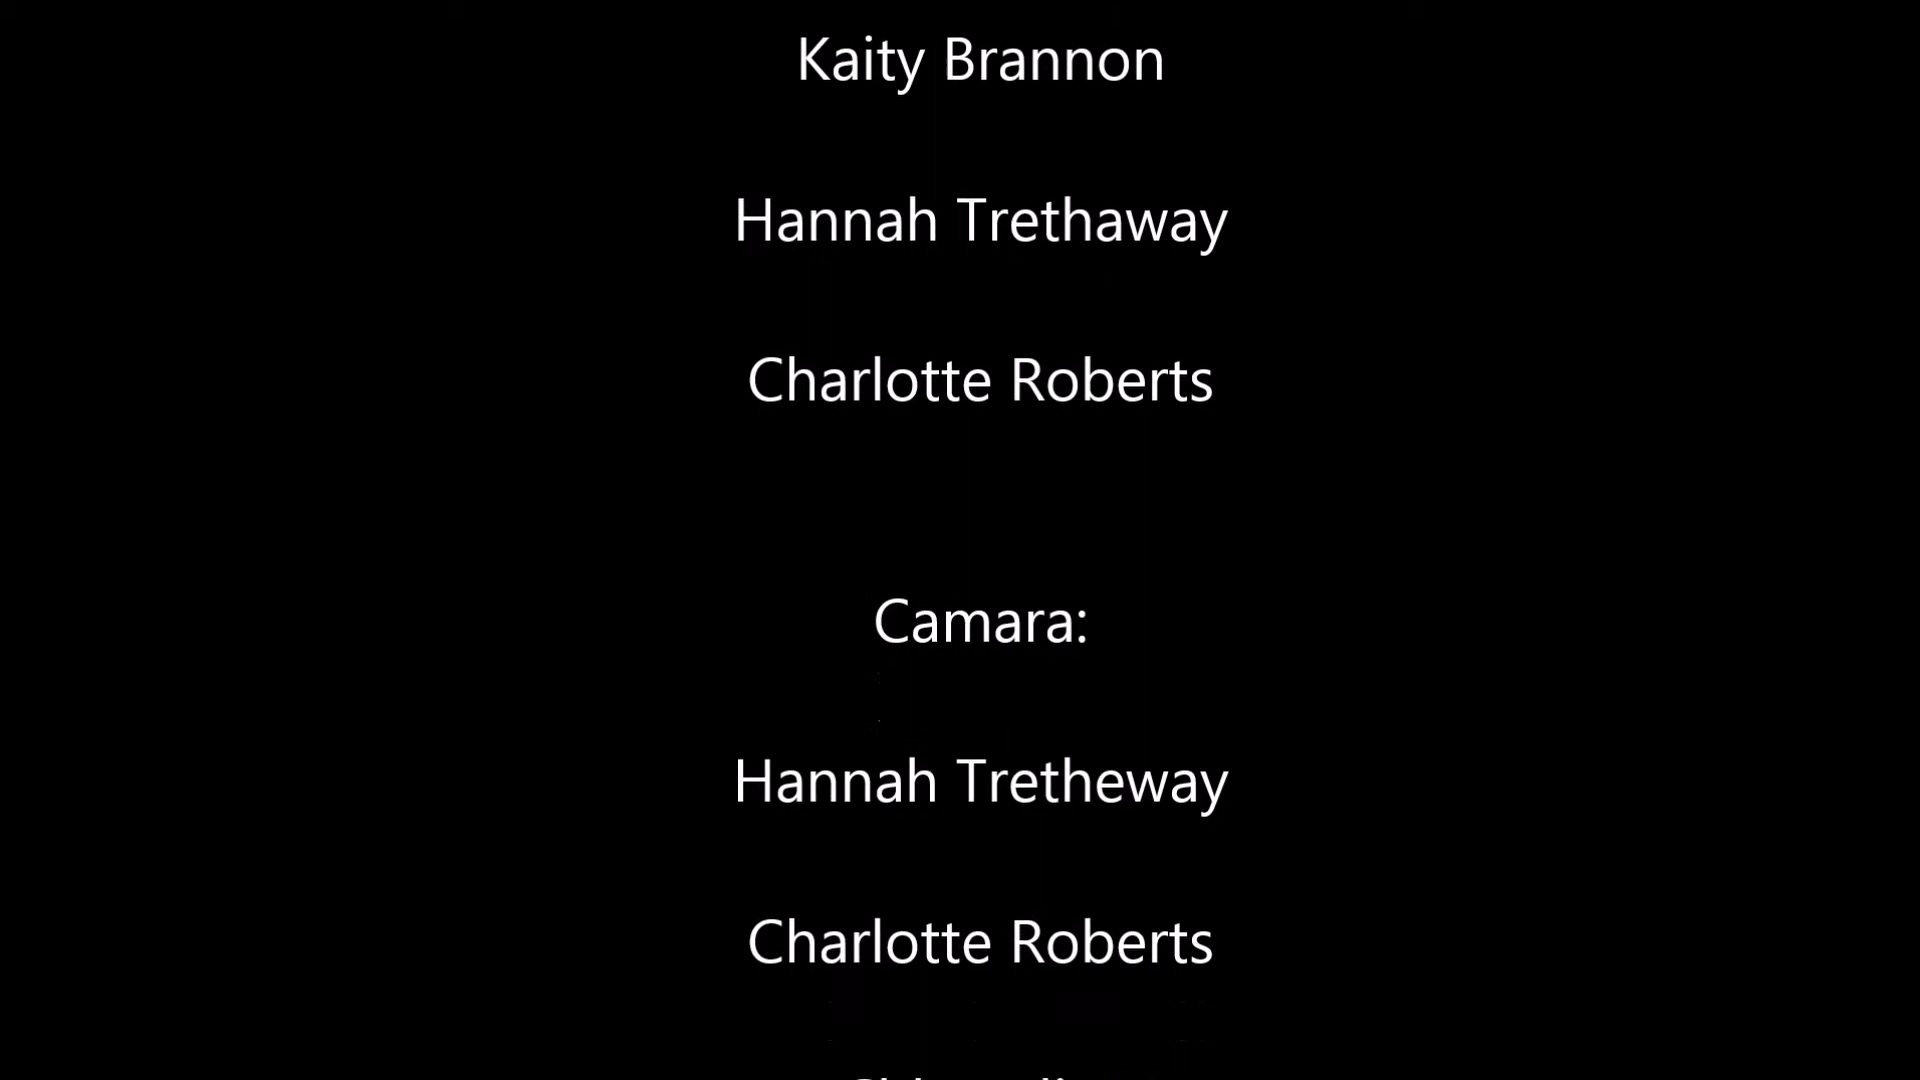 Kaity Brannon
Hannah Trethaway
Charlotte Roberts
Camara:
Hannah Tretheway
Charlotte Roberts